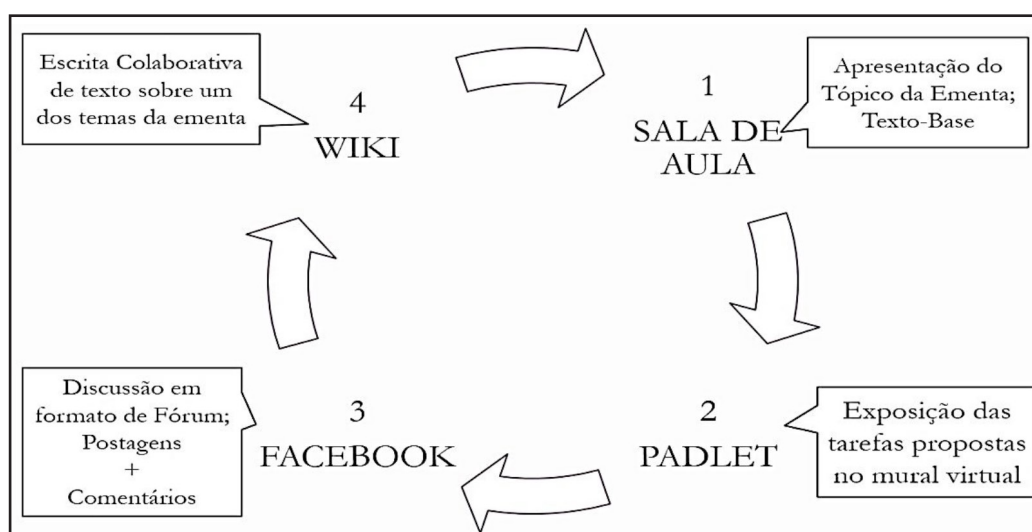 Escrita Colaborativa
de texto sobre um
dos temas da ementa
4
WIKI
1
SALA DE
AULA
Apresentação do
Tópico da Ementa;
Texto-Base
Discussão em
formato de Fórum;
Postagens
+
Comentários
3
FACEBOOK
2
PADLET
Exposição das
tarefas propostas
no mural virtual